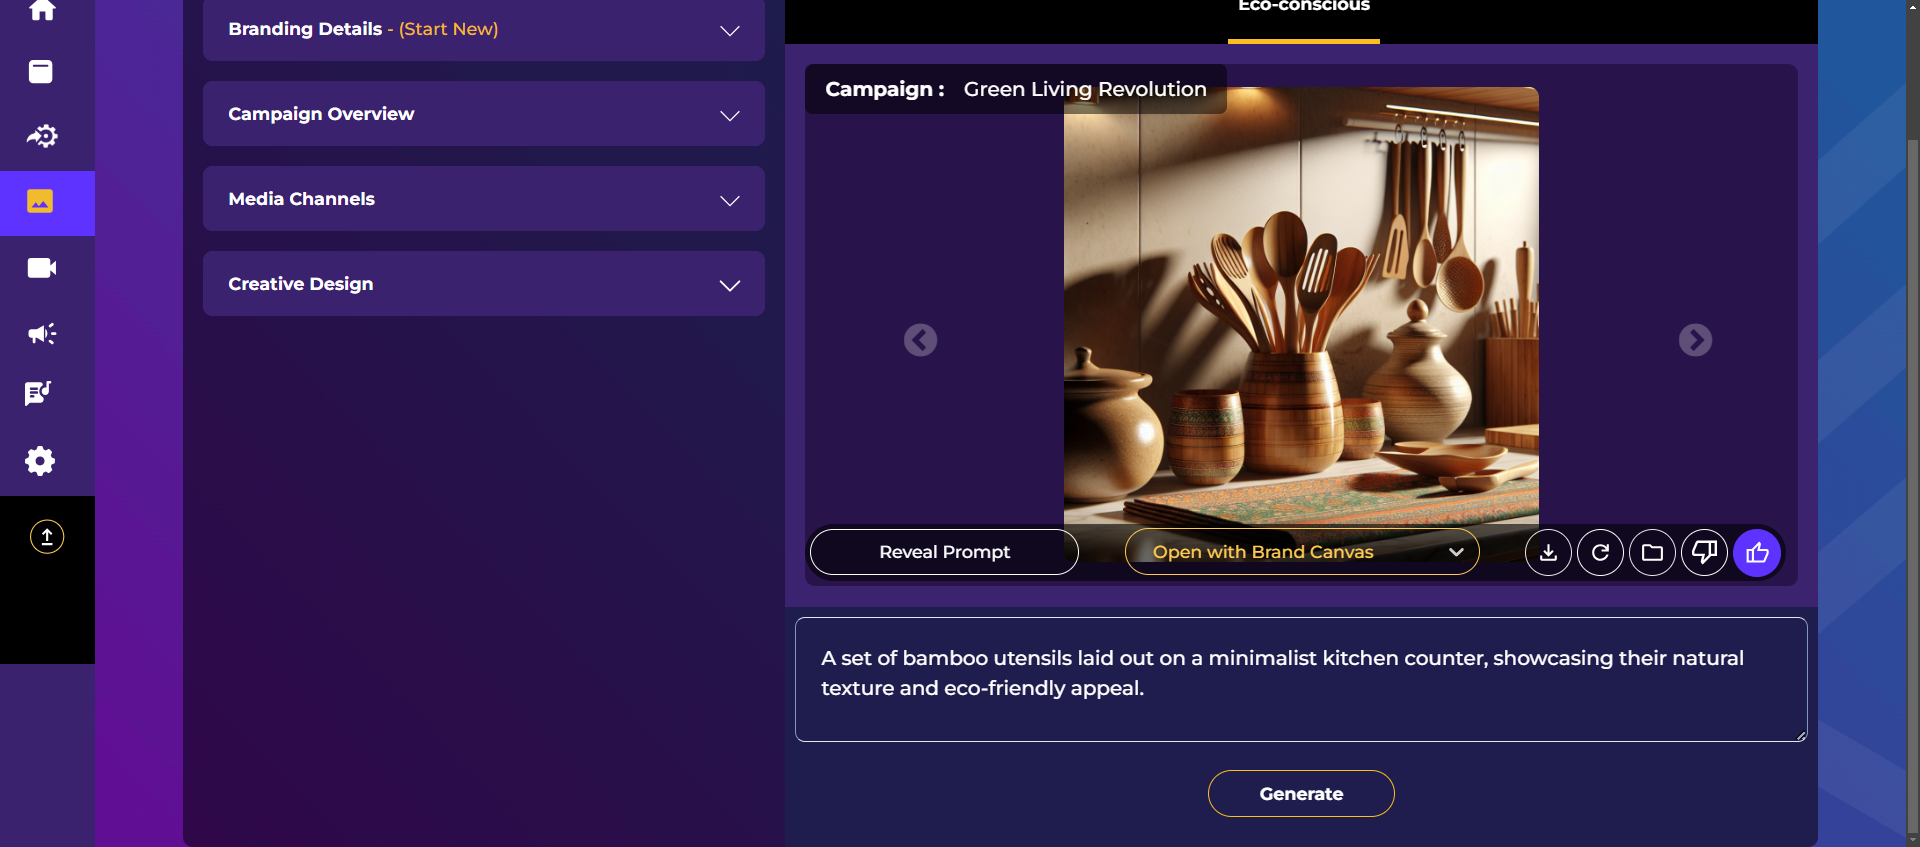 Branding Details - (Start New)
Campaign Overview
Media Channels
Creative Design
Eco-conscious
Campaign : Green Living Revolution
Reveal Prompt
Open with Brand Canvas
A set of bamboo utensils laid out on a minimalist kitchen counter, showcasing their natural
texture and eco-friendly appeal.
Generate